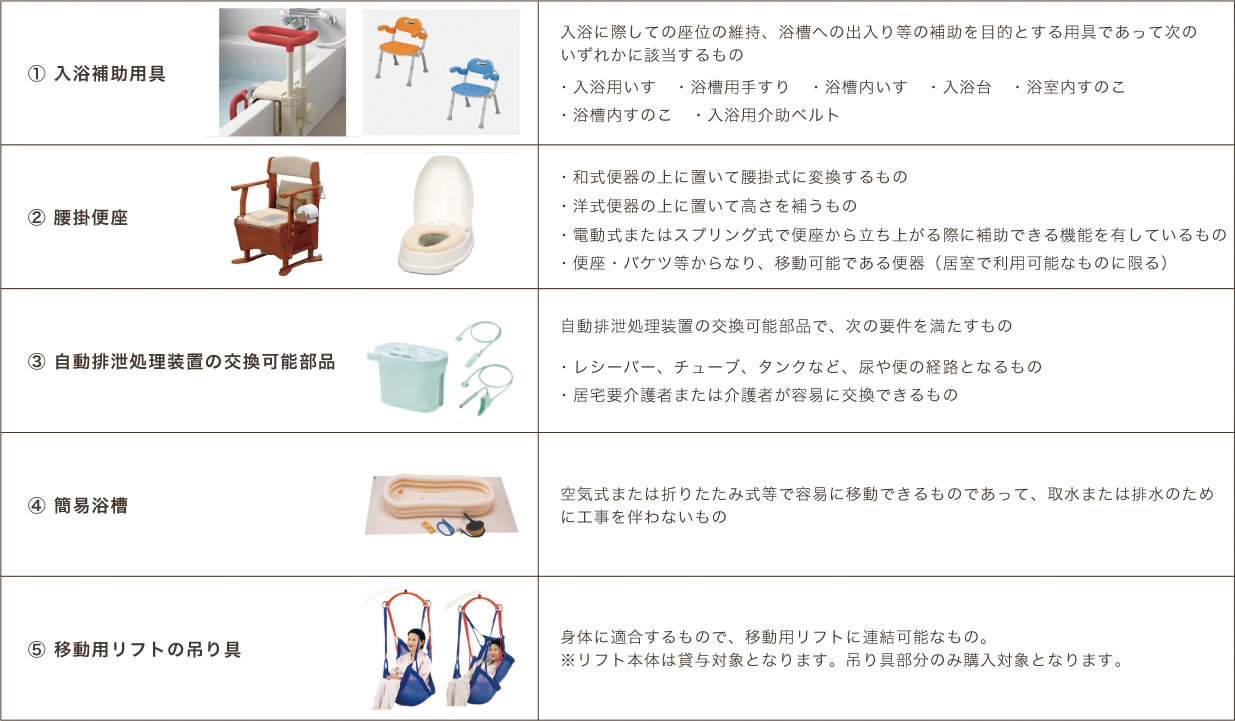 ① 入浴補助用具
入浴に際しての座位の維持、浴槽への出入り等の補助を目的とする用具であって次の
いずれかに該当するもの
・入浴用いす ・浴槽用手すり ・浴槽内いす ・入浴台 ・浴室内すのこ
・浴槽内すのこ ・入浴用介助ベルト
② 腰掛便座
・和式便器の上に置いて腰掛式に変換するもの
・洋式便器の上に置いて高さを補うもの
・電動式またはスプリング式で便座から立ち上がる際に補助できる機能を有しているもの
・便座・バケツ等からなり、移動可能である便器（居室で利用可能なものに限る）
③ 自動排泄処理装置の交換可能部品
自動排泄処理装置の交換可能部品で、次の要件を満たすもの
・レシーバー、チューブ、タンクなど、尿や便の経路となるもの
・居宅要介護者または介護者が容易に交換できるもの
④ 簡易浴槽
空気式または折りたたみ式等で容易に移動できるものであって、取水または排水のため
に工事を伴わないもの
⑤ 移動用リフトの吊り具
身体に適合するもので、移動用リフトに連結可能なもの。
※リフト本体は貸与対象となります。吊り具部分のみ購入対象となります。